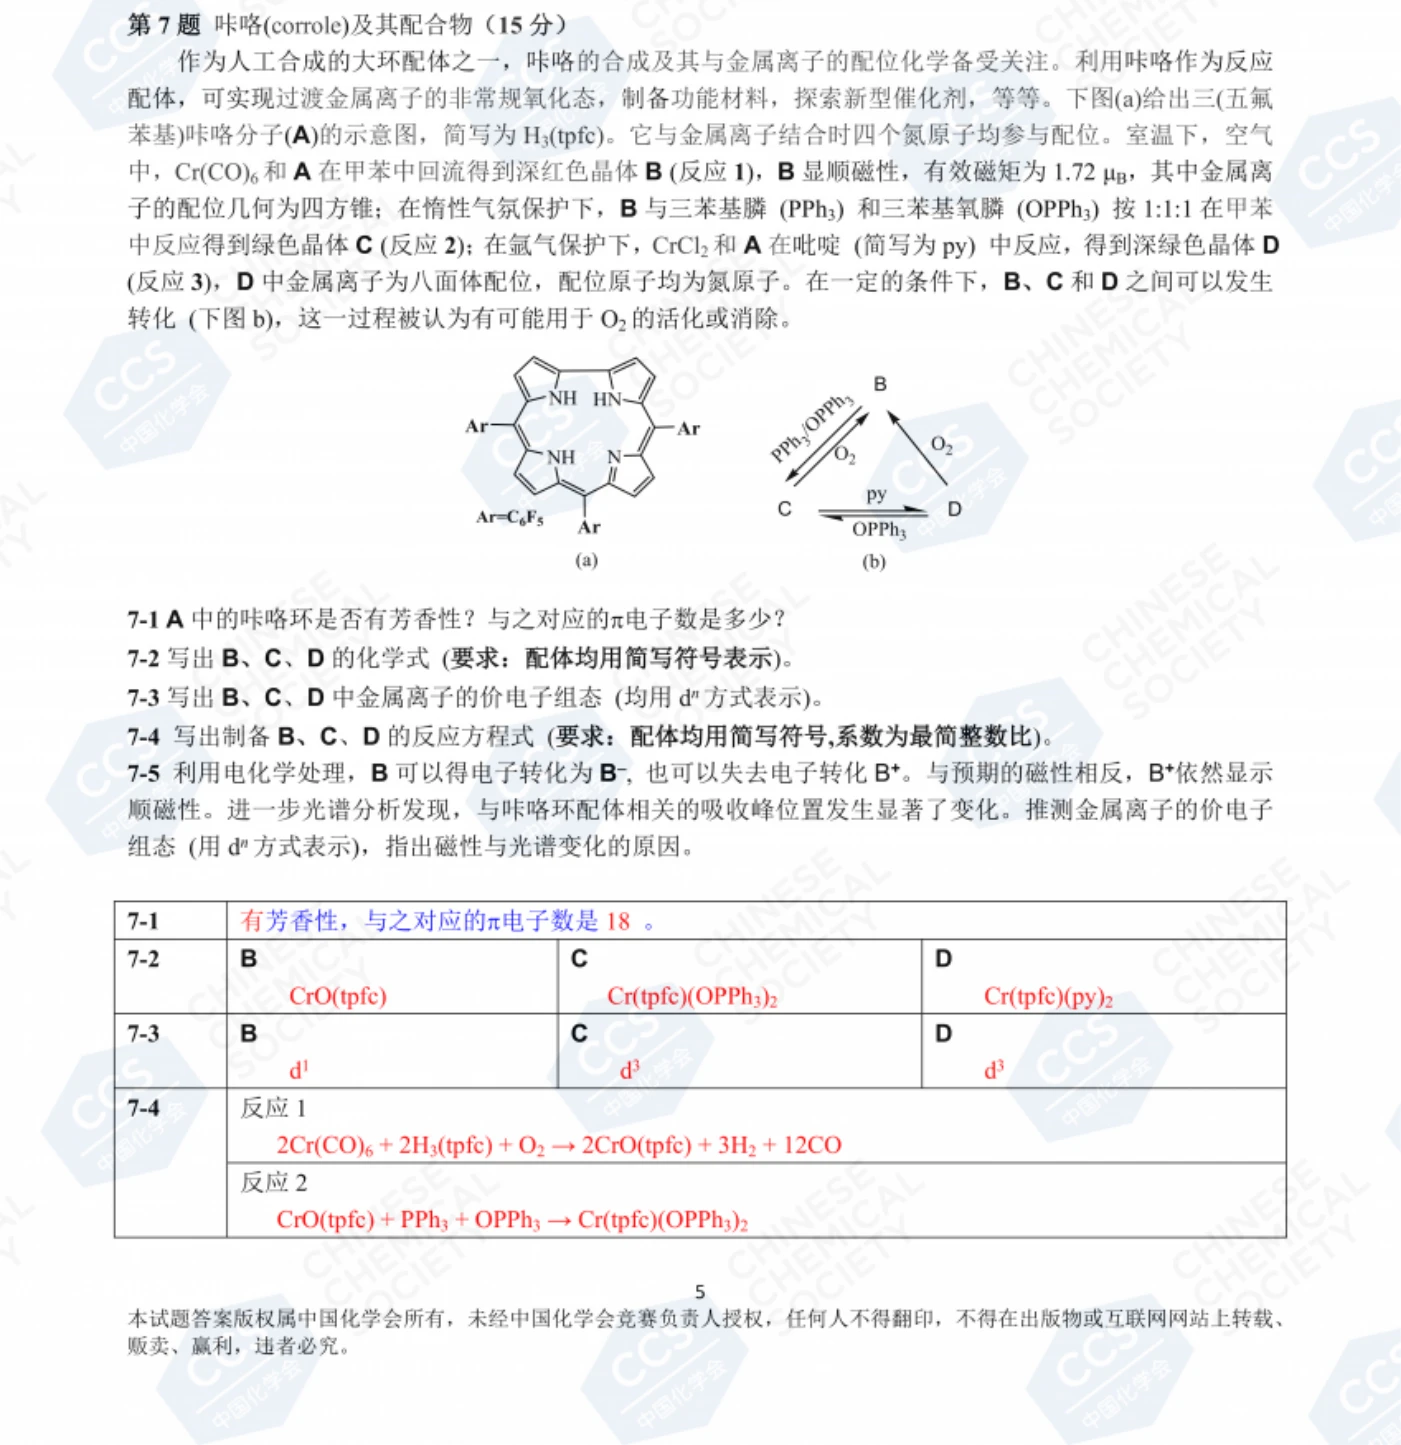 第 7 题 咔咯(corrole)及其配合物（15 分）
作为人工合成的大环配体之一，咔咯的合成及其与金属离子的配位化学备受关注。利用咔咯作为反应
配体，可实现过渡金属离子的非常规氧化态，制备功能材料，探索新型催化剂，等等。下图(a)给出三(五氟
苯基)咔咯分子(A)的示意图，简写为 H₃(tpfc)。它与金属离子结合时四个氮原子均参与配位。室温下，空气
中，Cr(CO)₆ 和 A 在甲苯中回流得到深红色晶体 B (反应 1)，B 显顺磁性，有效磁矩为 1.72 μB，其中金属离
子的配位几何为四方锥；在惰性气氛保护下，B 与三苯基膦 (PPh₃) 和三苯基氧膦 (OPPh₃) 按 1:1:1 在甲苯
中反应得到绿色晶体 C (反应 2)；在氩气保护下，CrCl₂ 和 A 在吡啶 (简写为 py) 中反应，得到深绿色晶体 D
(反应 3)，D 中金属离子为八面体配位，配位原子均为氮原子。在一定的条件下，B、C 和 D 之间可以发生
转化 (下图 b)，这一过程被认为有可能用于 O₂ 的活化或消除。
NH HN
Ar Ar
NH N
Ar=C₆F₅
Ar
(a)
B
PPh₃/OPPh₃
O₂
O₂
C
py
D
OPPh₃
(b)
7-1 A 中的咔咯环是否有芳香性？与之对应的π电子数是多少？
7-2 写出 B、C、D 的化学式 (要求：配体均用简写符号表示)。
7-3 写出 B、C、D 中金属离子的价电子组态 (均用 dⁿ 方式表示)。
7-4 写出制备 B、C、D 的反应方程式 (要求：配体均用简写符号,系数为最简整数比)。
7-5 利用电化学处理，B 可以得电子转化为 B⁻, 也可以失去电子转化 B⁺。与预期的磁性相反，B⁺依然显示
顺磁性。进一步光谱分析发现，与咔咯环配体相关的吸收峰位置发生显著了变化。推测金属离子的价电子
组态 (用 dⁿ 方式表示)，指出磁性与光谱变化的原因。
7-1 有芳香性，与之对应的π电子数是 18 。
7-2 B C D
CrO(tpfc) Cr(tpfc)(OPPh₃)₂ Cr(tpfc)(py)₂
7-3 B C D
d¹ d³ d³
7-4 反应 1
2Cr(CO)₆ + 2H₃(tpfc) + O₂ → 2CrO(tpfc) + 3H₂ + 12CO
反应 2
CrO(tpfc) + PPh₃ + OPPh₃ → Cr(tpfc)(OPPh₃)₂
5
本试题答案版权属中国化学会所有，未经中国化学会竞赛负责人授权，任何人不得翻印，不得在出版物或互联网网站上转载、
贩卖、赢利，违者必究。
CCS
中国化学会
CHINESE
CHEMICAL
SOCIETY